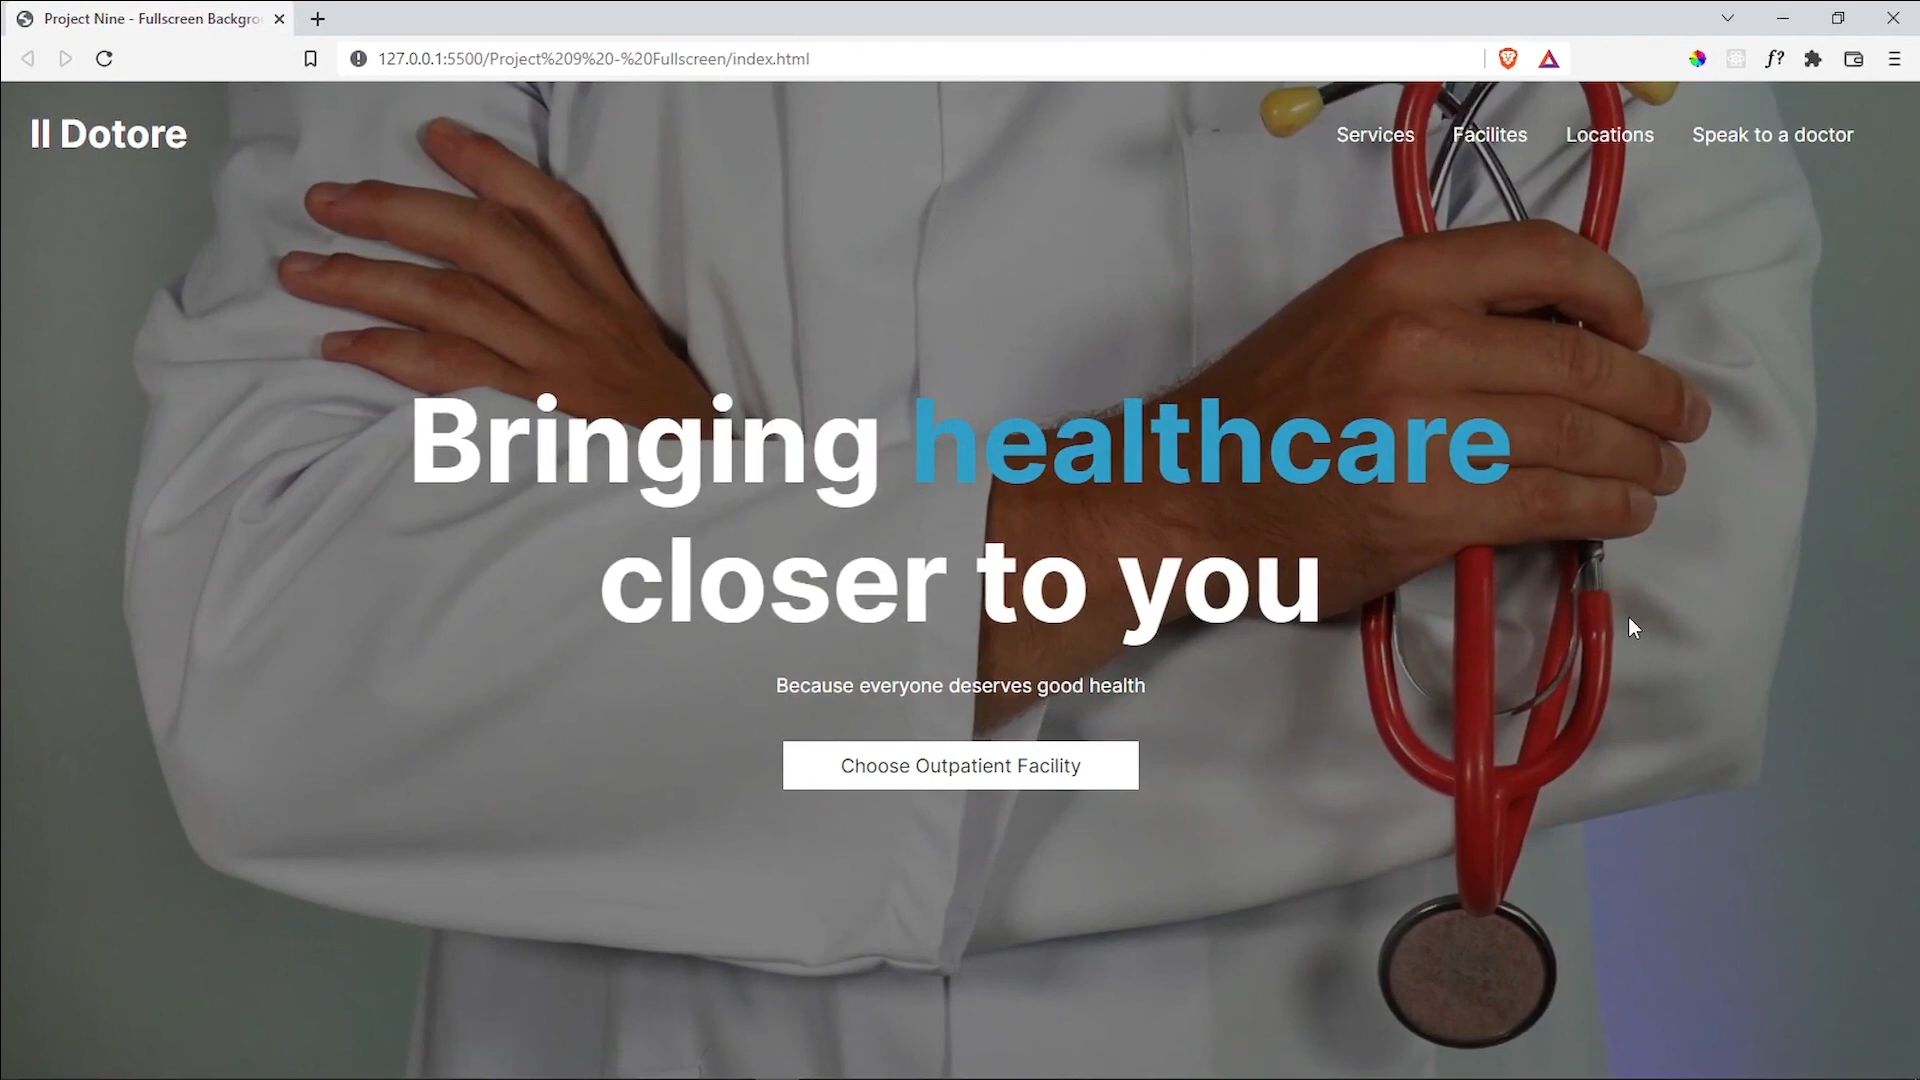 Project Nine - Fullscreen Backgro
127.0.0.1:5500/Project%209%20-%20Fullscreen/index.html
f?
Il Dotore
Services
Facilites
Locations
Speak to a doctor
Bringing healthcare
closer to you
Because everyone deserves good health
Choose Outpatient Facility